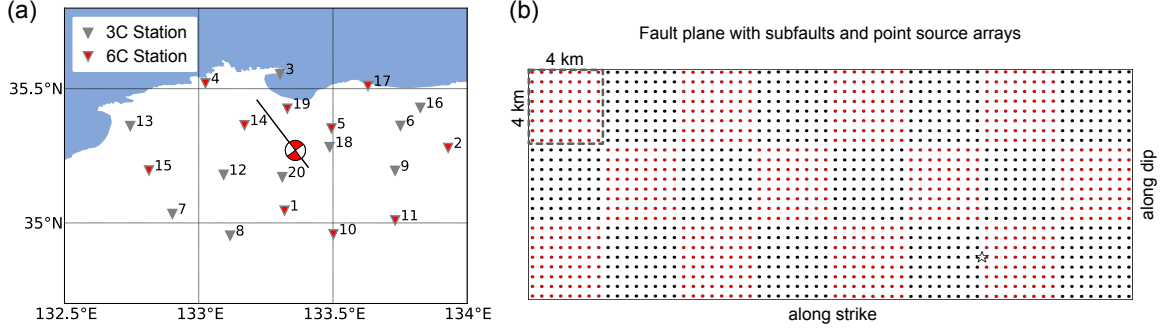 (a)
3C Station
6C Station
3
4
17
35.5°N
19
16
13
14
5
6
18
2
15
12
20
9
7
1
11
35°N
8
10
132.5°E
133°E
133.5°E
134°E
(b)
Fault plane with subfaults and point source arrays
4 km
4 km
along dip
along strike